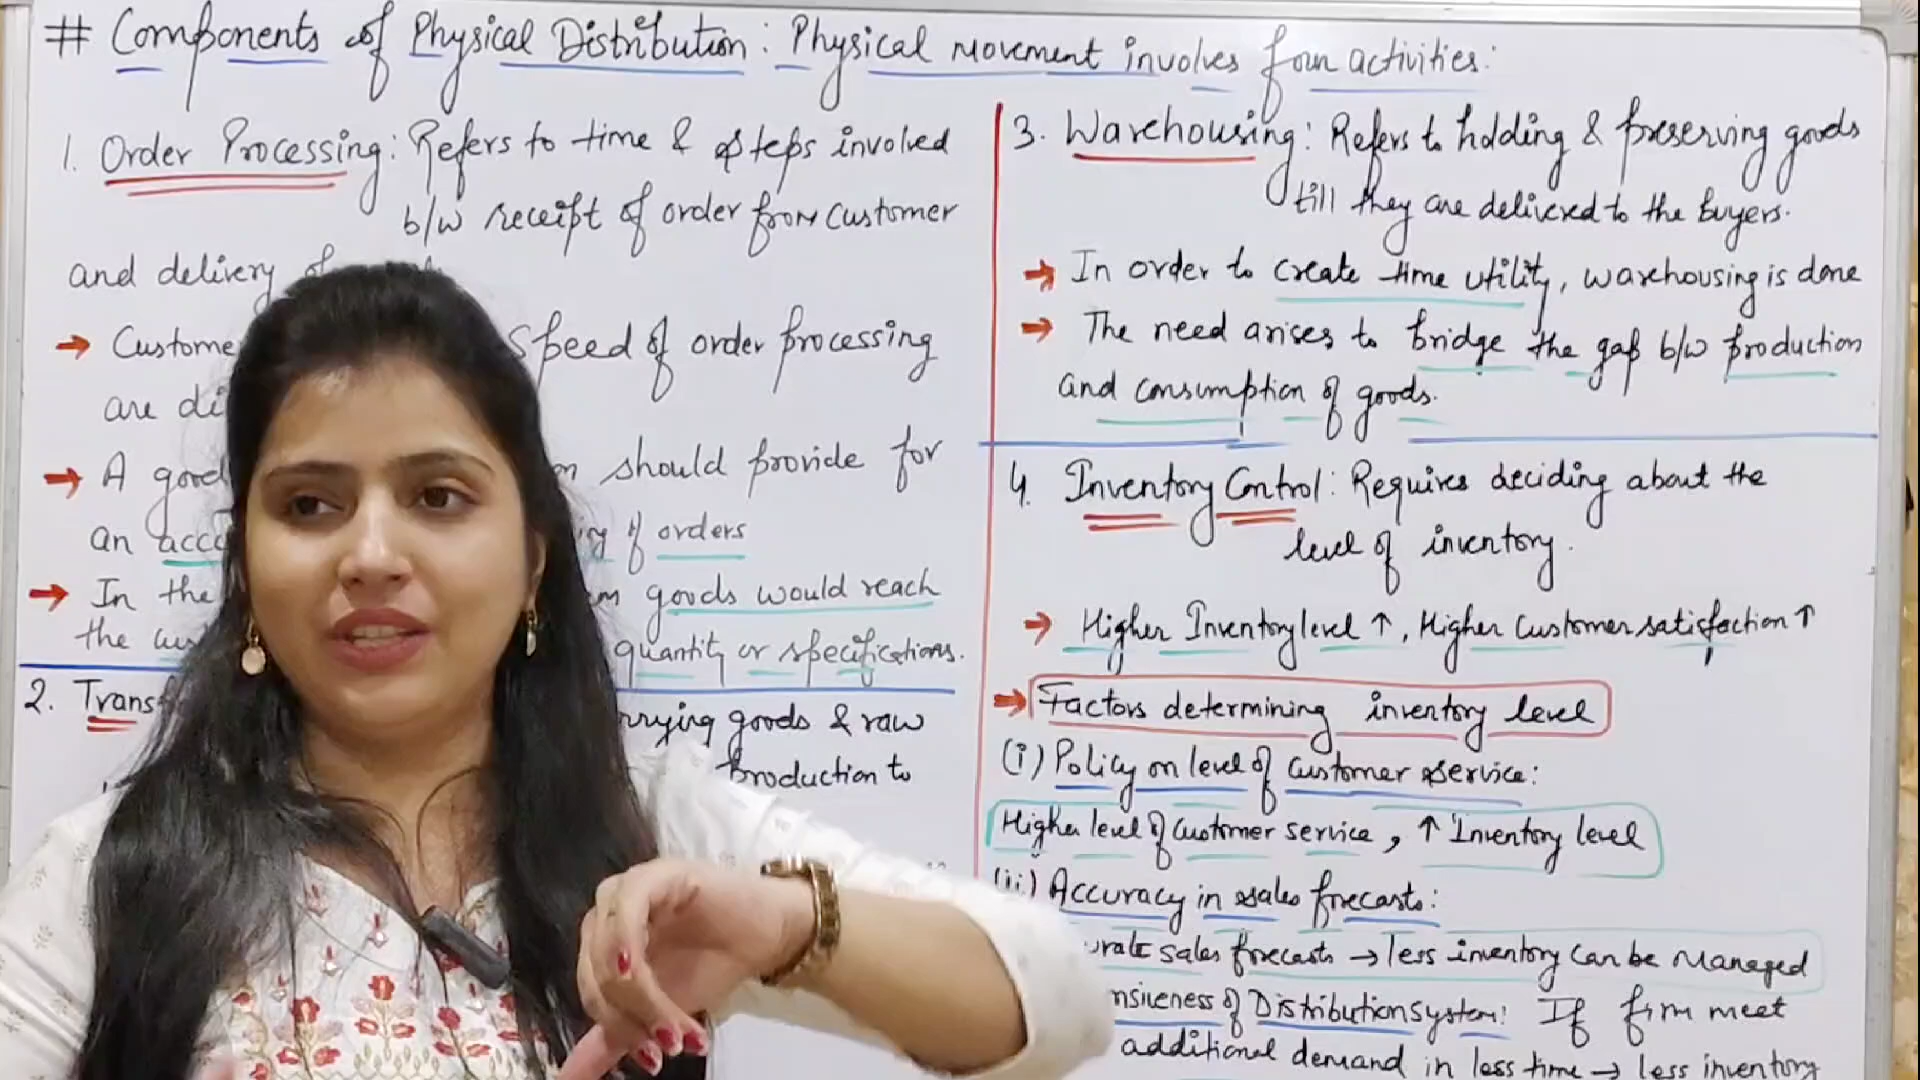 # Components of Physical Distribution: Physical movement involves four activities:
1. Order Processing: Refers to time & steps involved
b/w receipt of order from customer
and delivery of
→ Custome speed of order processing
are di
→ A good should provide for
an of orders
→ In the goods would reach
the quantity or specifications.
2. goods & raw
production to
3. Warehousing: Refers to holding & preserving goods
till they are delivered to the buyers.
→ In order to create time utility, warehousing is done
→ The need arises to bridge the gap b/w production
and consumption of goods.
4. Inventory Control: Requires deciding about the
level of inventory.
→ Higher Inventory level ↑, Higher customer satisfaction ↑
→ Factors determining inventory level
(i) Policy on level of customer service:
Higher level of customer service, ↑ Inventory level
(ii) Accuracy in sales forecasts:
sales forecasts → less inventory can be managed
of Distribution System: If firm meet
additional demand in less time → less inventory